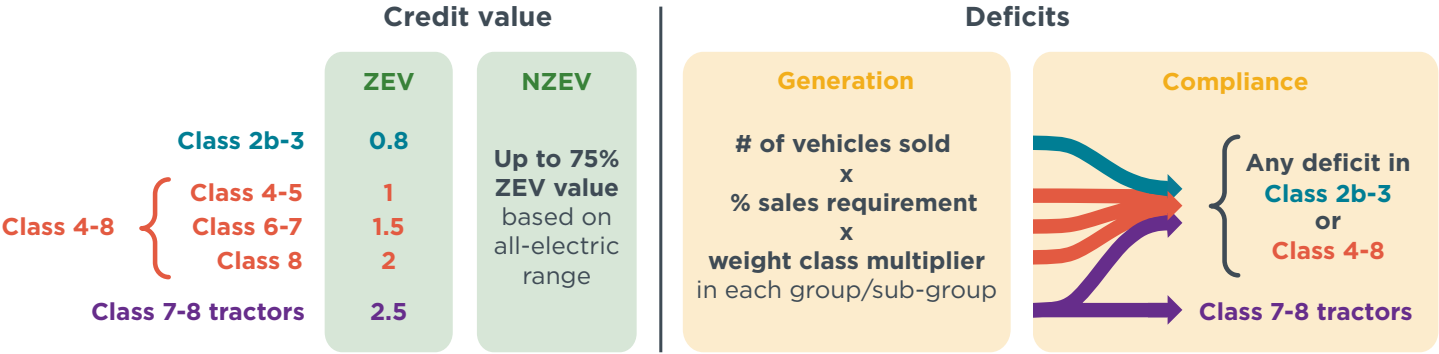 Credit value
Deficits
ZEV
NZEV
Generation
Compliance
Class 2b-3
0.8
Class 4-8
Class 4-5
1
Class 6-7
1.5
Class 8
2
Class 7-8 tractors
2.5
Up to 75%
ZEV value
based on
all-electric
range
# of vehicles sold
x
% sales requirement
x
weight class multiplier
in each group/sub-group
Any deficit in
Class 2b-3
or
Class 4-8
Class 7-8 tractors